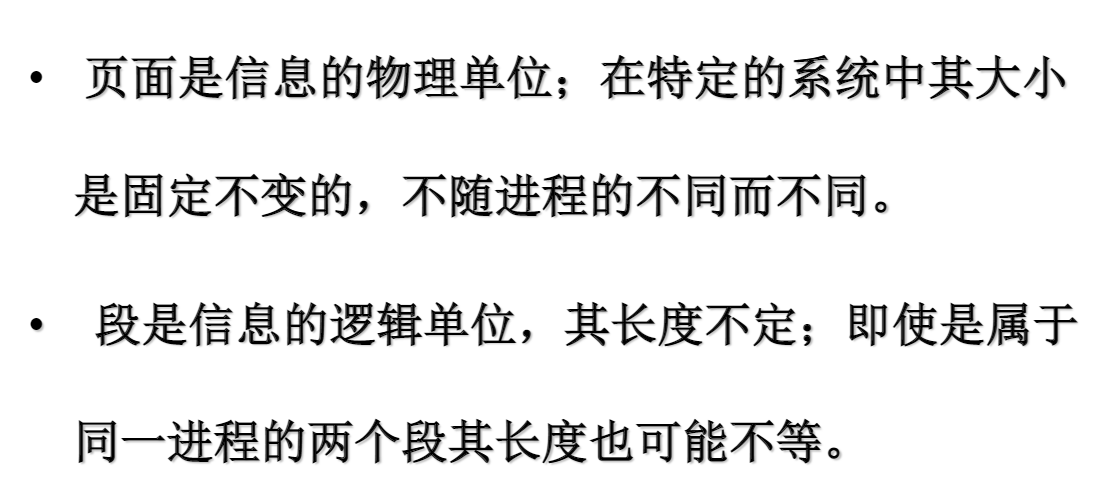 • 页面是信息的物理单位；在特定的系统中其大小
是固定不变的，不随进程的不同而不同。
• 段是信息的逻辑单位，其长度不定；即使是属于
同一进程的两个段其长度也可能不等。